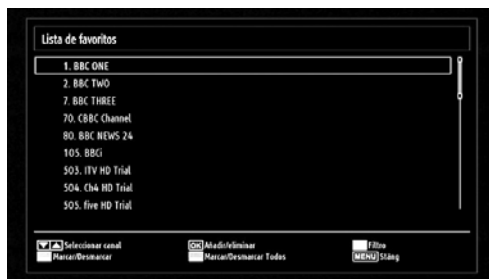 Lista de favoritos
1. BBC ONE
2. BBC TWO
7. BBC THREE
70. CBBC Channel
80. BBC NEWS 24
105. BBCi
503. ITV HD Trial
504. Ch4 HD Trial
505. five HD Trial
Seleccionar canal OK Añadir/eliminar Filtro
Marcar/Desmarcar Marcar/Desmarcar Todos MENU Stäng